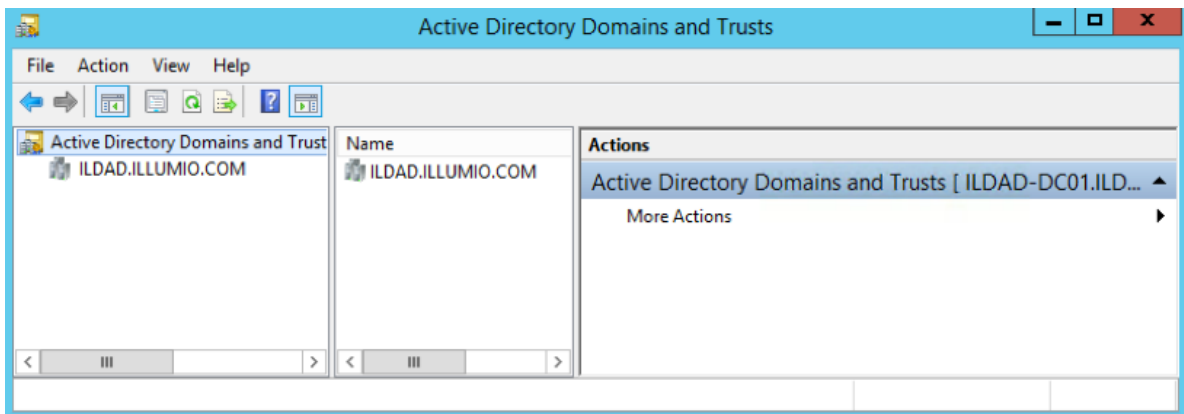 Active Directory Domains and Trusts
File Action View Help
Active Directory Domains and Trust
ILDAD.ILLUMIO.COM
Name
ILDAD.ILLUMIO.COM
Actions
Active Directory Domains and Trusts [ ILDAD-DC01.ILD...
More Actions